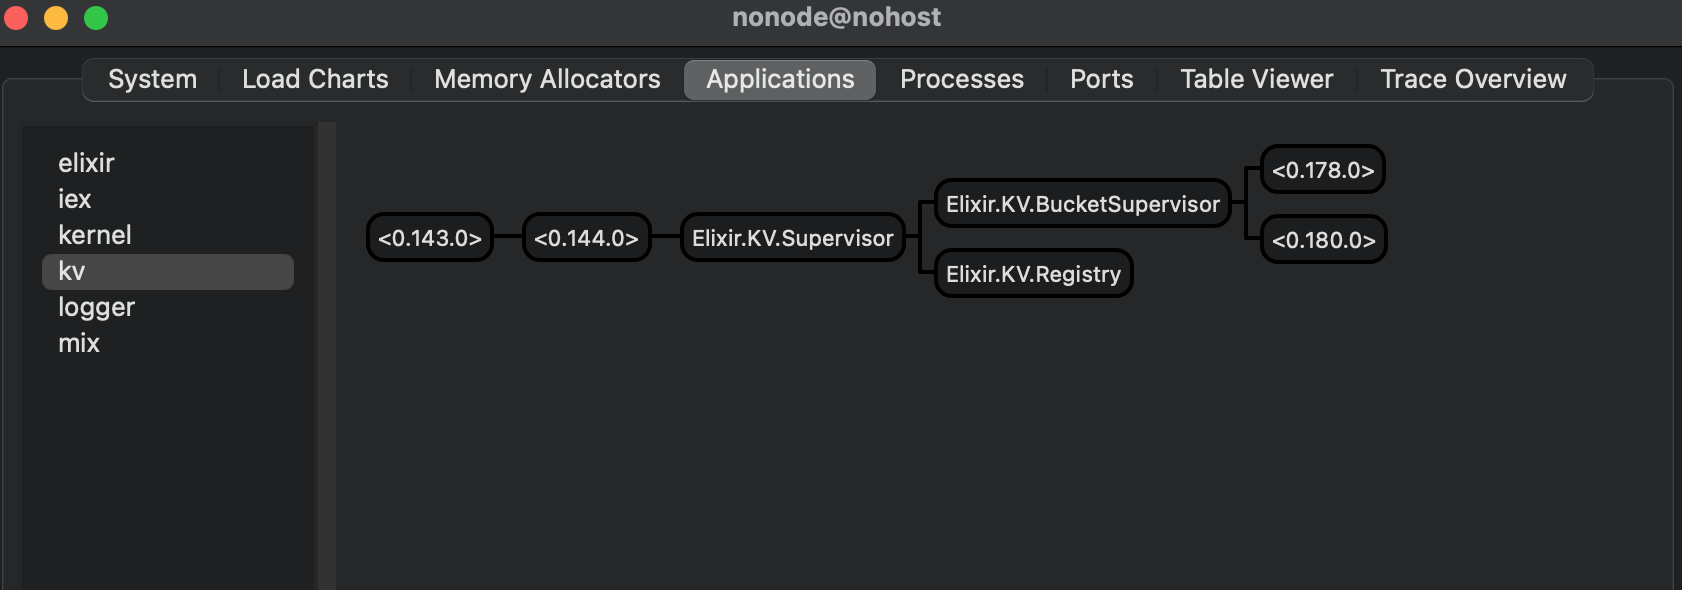 nonode@nohost
System Load Charts Memory Allocators Applications Processes Ports Table Viewer Trace Overview
elixir
iex
kernel
kv
logger
mix
<0.143.0>
<0.144.0>
Elixir.KV.Supervisor
Elixir.KV.BucketSupervisor
Elixir.KV.Registry
<0.178.0>
<0.180.0>